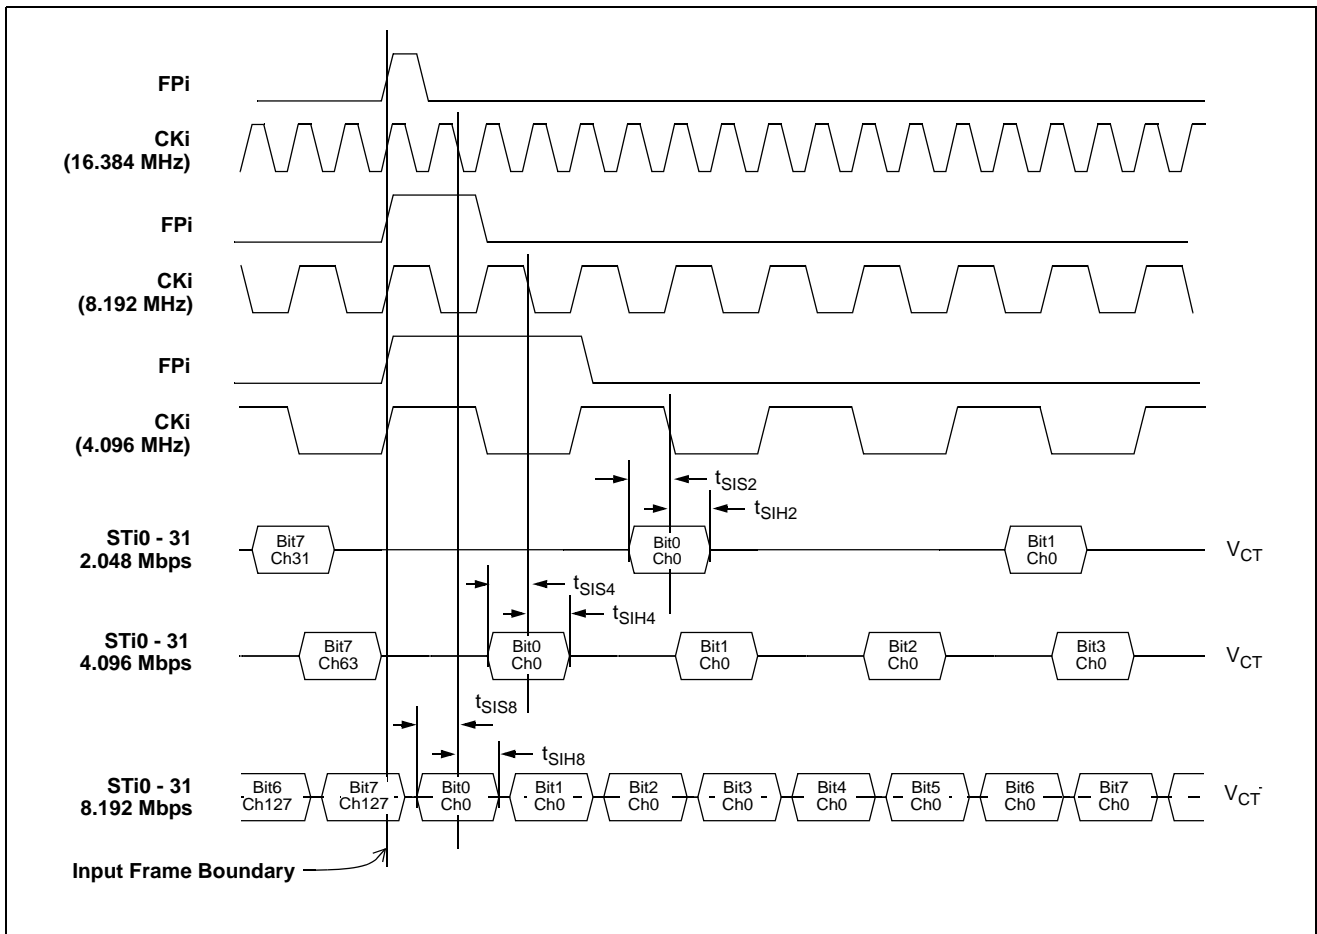 FPi
CKi
(16.384 MHz)
FPi
CKi
(8.192 MHz)
FPi
CKi
(4.096 MHz)
tSIS2
tSIH2
STi0 - 31
2.048 Mbps
Bit7
Ch31
Bit0
Ch0
Bit1
Ch0
VCT
tSIS4
tSIH4
STi0 - 31
4.096 Mbps
Bit7
Ch63
Bit0
Ch0
Bit1
Ch0
Bit2
Ch0
Bit3
Ch0
VCT
tSIS8
tSIH8
STi0 - 31
8.192 Mbps
Bit6
Ch127
Bit7
Ch127
Bit0
Ch0
Bit1
Ch0
Bit2
Ch0
Bit3
Ch0
Bit4
Ch0
Bit5
Ch0
Bit6
Ch0
Bit7
Ch0
VCT
Input Frame Boundary